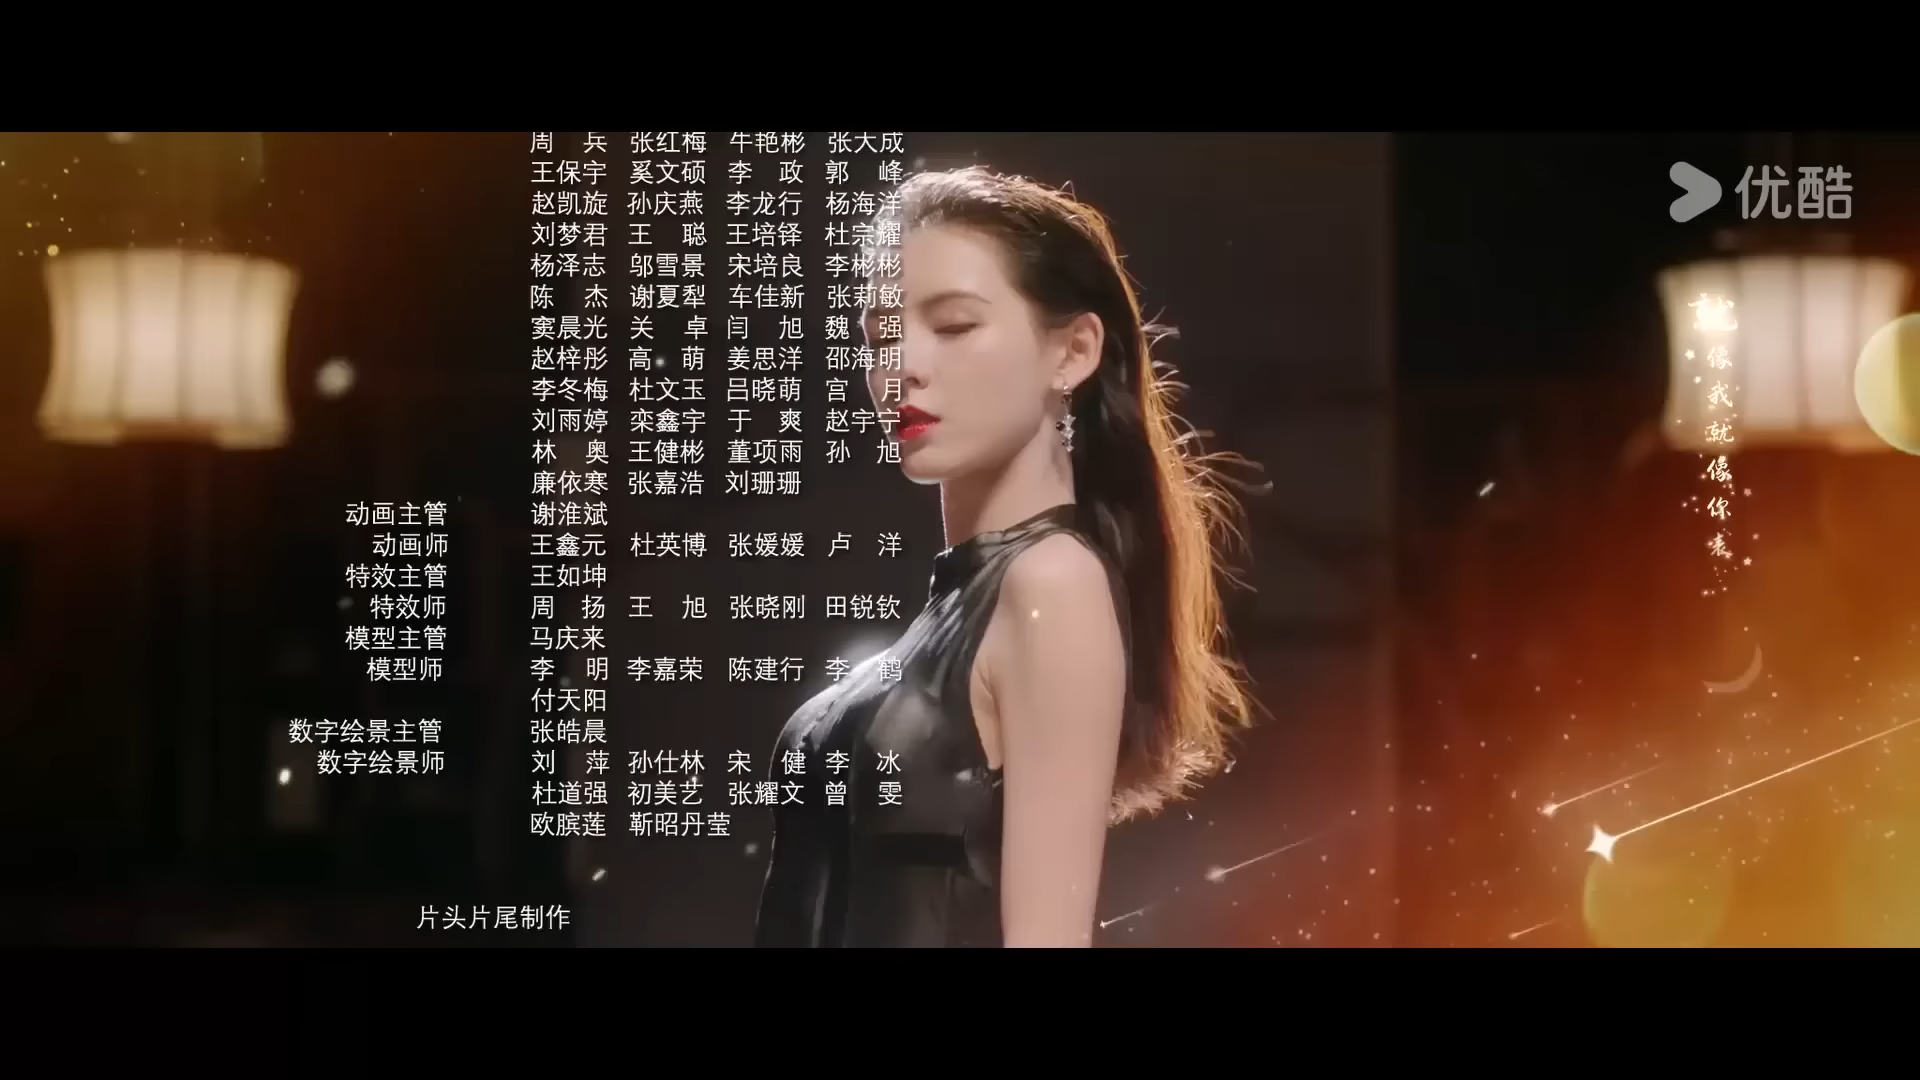 周 兵 张红梅 牛艳彬 张大成
王保宇 奚文硕 李 政 郭 峰
赵凯旋 孙庆燕 李龙行 杨海洋
刘梦君 王 聪 王培铎 杜宗耀
杨泽志 邬雪景 宋培良 李彬彬
陈 杰 谢夏犁 车佳新 张莉敏
窦晨光 关 卓 闫 旭 魏 强
赵梓彤 高 萌 姜思洋 邵海明
李冬梅 杜文玉 吕晓萌 宫 月
刘雨婷 栾鑫宇 于 爽 赵宇宁
林 奥 王健彬 董项雨 孙 旭
廉依寒 张嘉浩 刘珊珊
动画主管 谢淮斌
动画师 王鑫元 杜英博 张媛媛 卢 洋
特效主管 王如坤
特效师 周 扬 王 旭 张晓刚 田锐钦
模型主管 马庆来
模型师 李 明 李嘉荣 陈建行 李 鹤
付天阳
数字绘景主管 张皓晨
数字绘景师 刘 萍 孙仕林 宋 健 李 冰
杜道强 初美艺 张耀文 曾 雯
欧膑莲 靳昭丹莹
片头片尾制作
优酷
就像我就像你